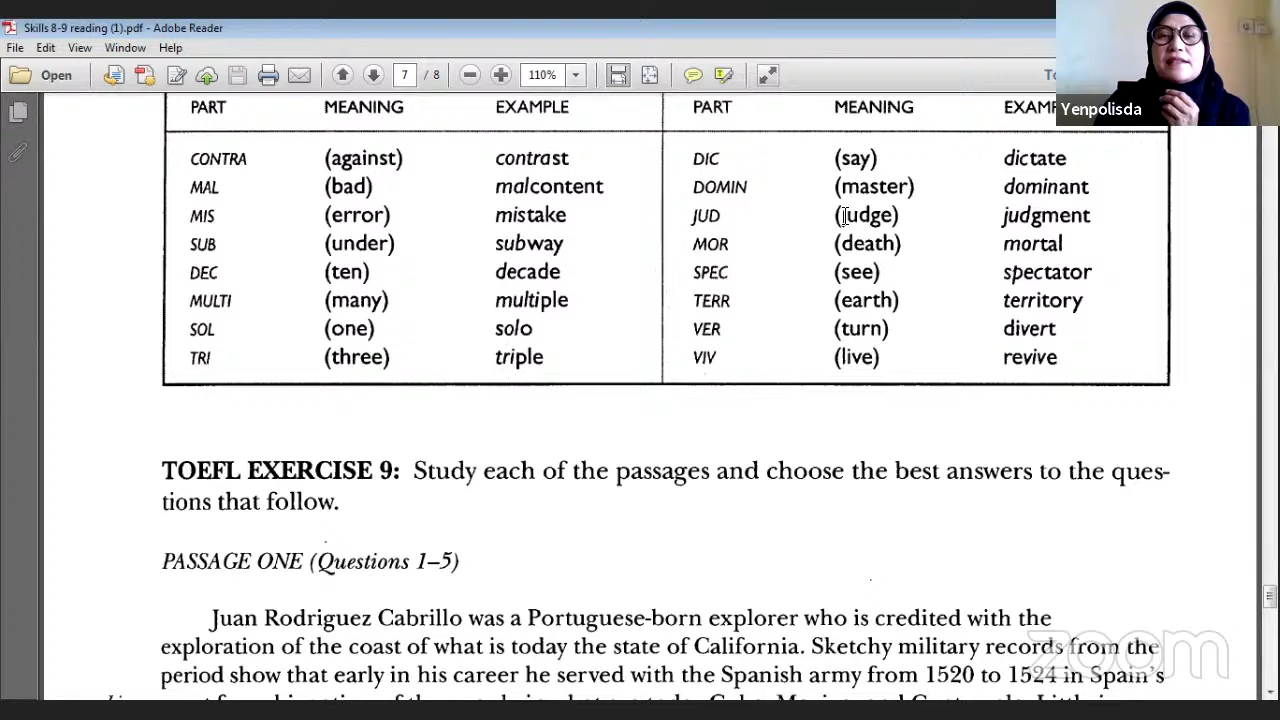 Skills 8-9 reading (1).pdf - Adobe Reader
File Edit View Window Help
Open 7 / 8 110%
Yenpolisda
PART MEANING EXAMPLE PART MEANING
CONTRA (against) contrast DIC (say) dictate
MAL (bad) malcontent DOMIN (master) dominant
MIS (error) mistake JUD (judge) judgment
SUB (under) subway MOR (death) mortal
DEC (ten) decade SPEC (see) spectator
MULTI (many) multiple TERR (earth) territory
SOL (one) solo VER (turn) divert
TRI (three) triple VIV (live) revive
TOEFL EXERCISE 9: Study each of the passages and choose the best answers to the ques-
tions that follow.
PASSAGE ONE (Questions 1–5)
Juan Rodriguez Cabrillo was a Portuguese-born explorer who is credited with the
exploration of the coast of what is today the state of California. Sketchy military records from the
period show that early in his career he served with the Spanish army from 1520 to 1524 in Spain's
zoom